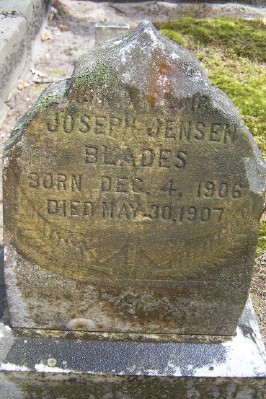 JOSEPH JENSEN
BLADES
BORN DEC. 4, 1906
DIED MAY 30, 1907